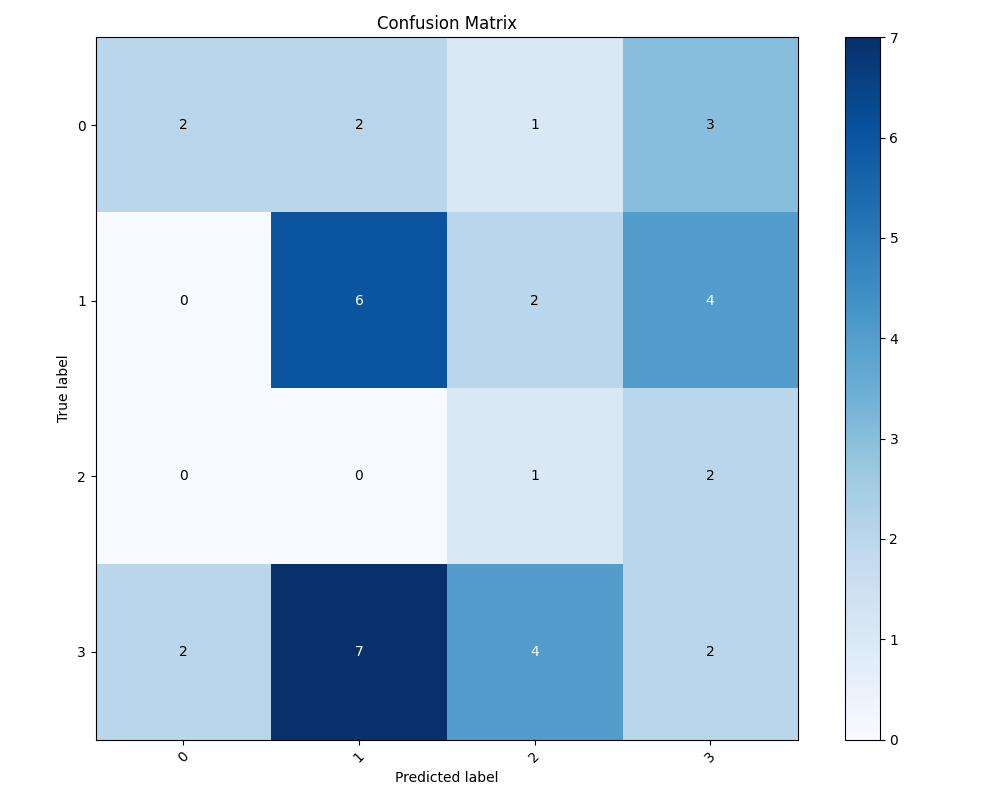 Confusion Matrix
0 2 2 1 3
1 0 6 2 4
2 0 0 1 2
3 2 7 4 2
0 1 2 3
True label
Predicted label
7
6
5
4
3
2
1
0